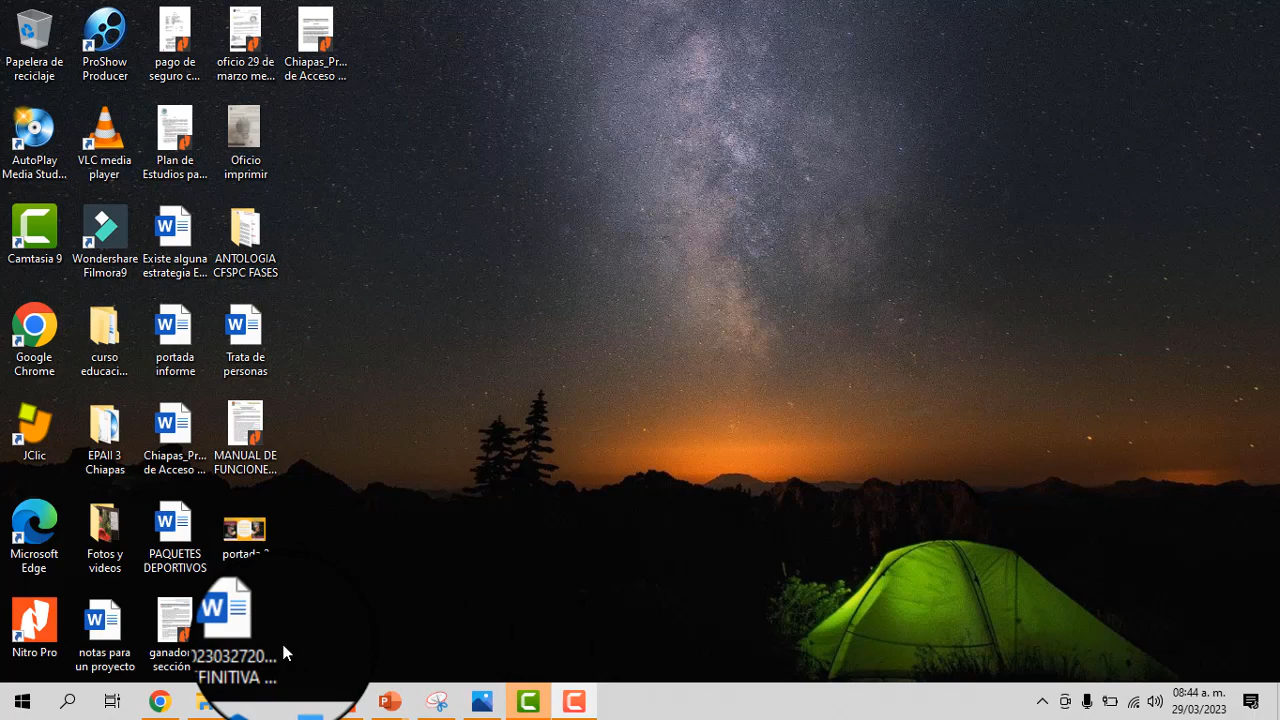 Papelera de
reciclaje
ProShow
Producer
pago de
seguro c...
oficio 29 de
marzo me...
Chiapas_Pr...
de Acceso ...
AutoPlay
Media Stud...
VLC media
player
Plan de
Estudios pa...
Oficio
imprimir
Camtasia 9
Wondershare
Filmora9
Existe alguna
estrategia E...
ANTOLOGIA
CFSPC FASES
Google
Chrome
curso
educaci...
portada
informe
Trata de
personas
JClic
EPAII 3
Chiapas
Chiapas_Pr...
de Acceso ...
MANUAL DE
FUNCIONE...
Microsoft
Edge
Fotos y
videos
PAQUETES
DEPORTIVOS
portada 2
Nitro Pro
notas para
un proyecto
ganado
sección
023032720...
FINITIVA ...
06:44 a. m.
29/03/2023